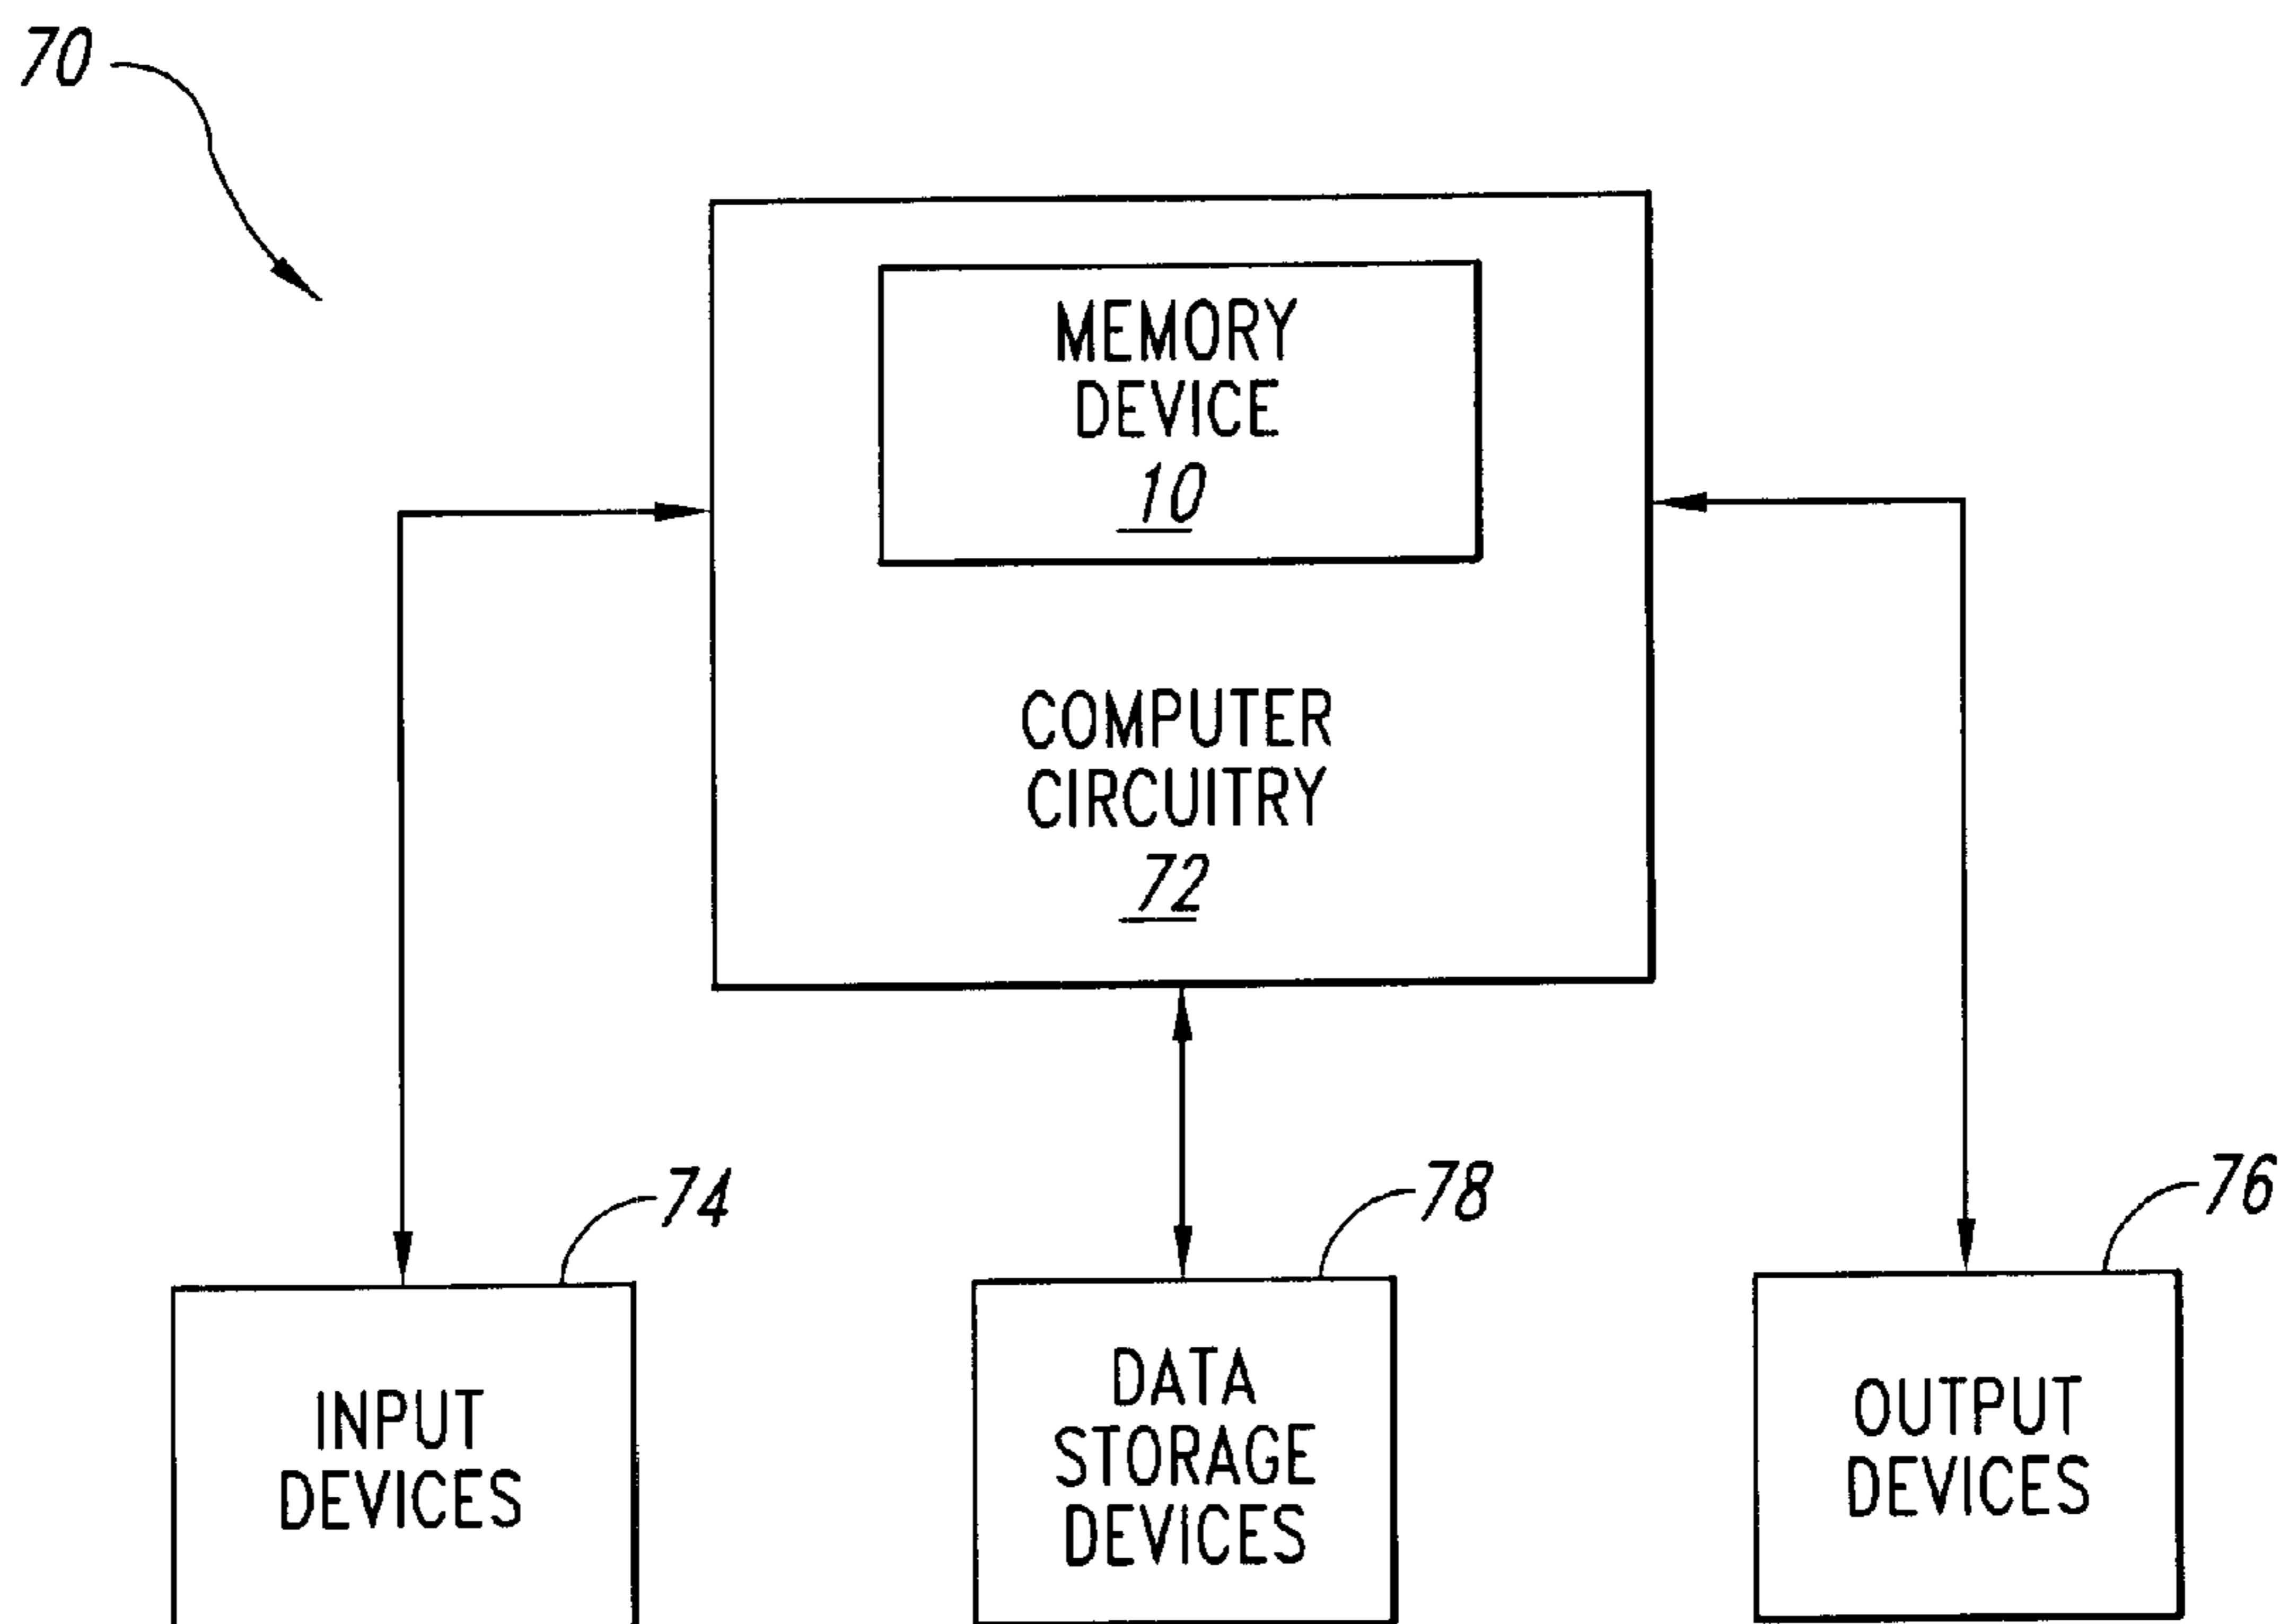 70
MEMORY
DEVICE
10
COMPUTER
CIRCUITRY
72
74
78
76
INPUT
DEVICES
DATA
STORAGE
DEVICES
OUTPUT
DEVICES